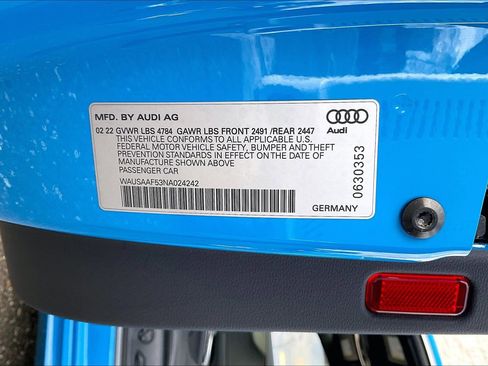 MFD. BY AUDI AG
02 22 GVWR LBS 4784 GAWR LBS FRONT 2491 /REAR 2447
THIS VEHICLE CONFORMS TO ALL APPLICABLE U.S.
FEDERAL MOTOR VEHICLE SAFETY, BUMPER AND THEFT
PREVENTION STANDARDS IN EFFECT ON THE DATE OF
MANUFACTURE SHOWN ABOVE
PASSENGER CAR
WAUSAAF53NA024242
Audi
0630353
GERMANY